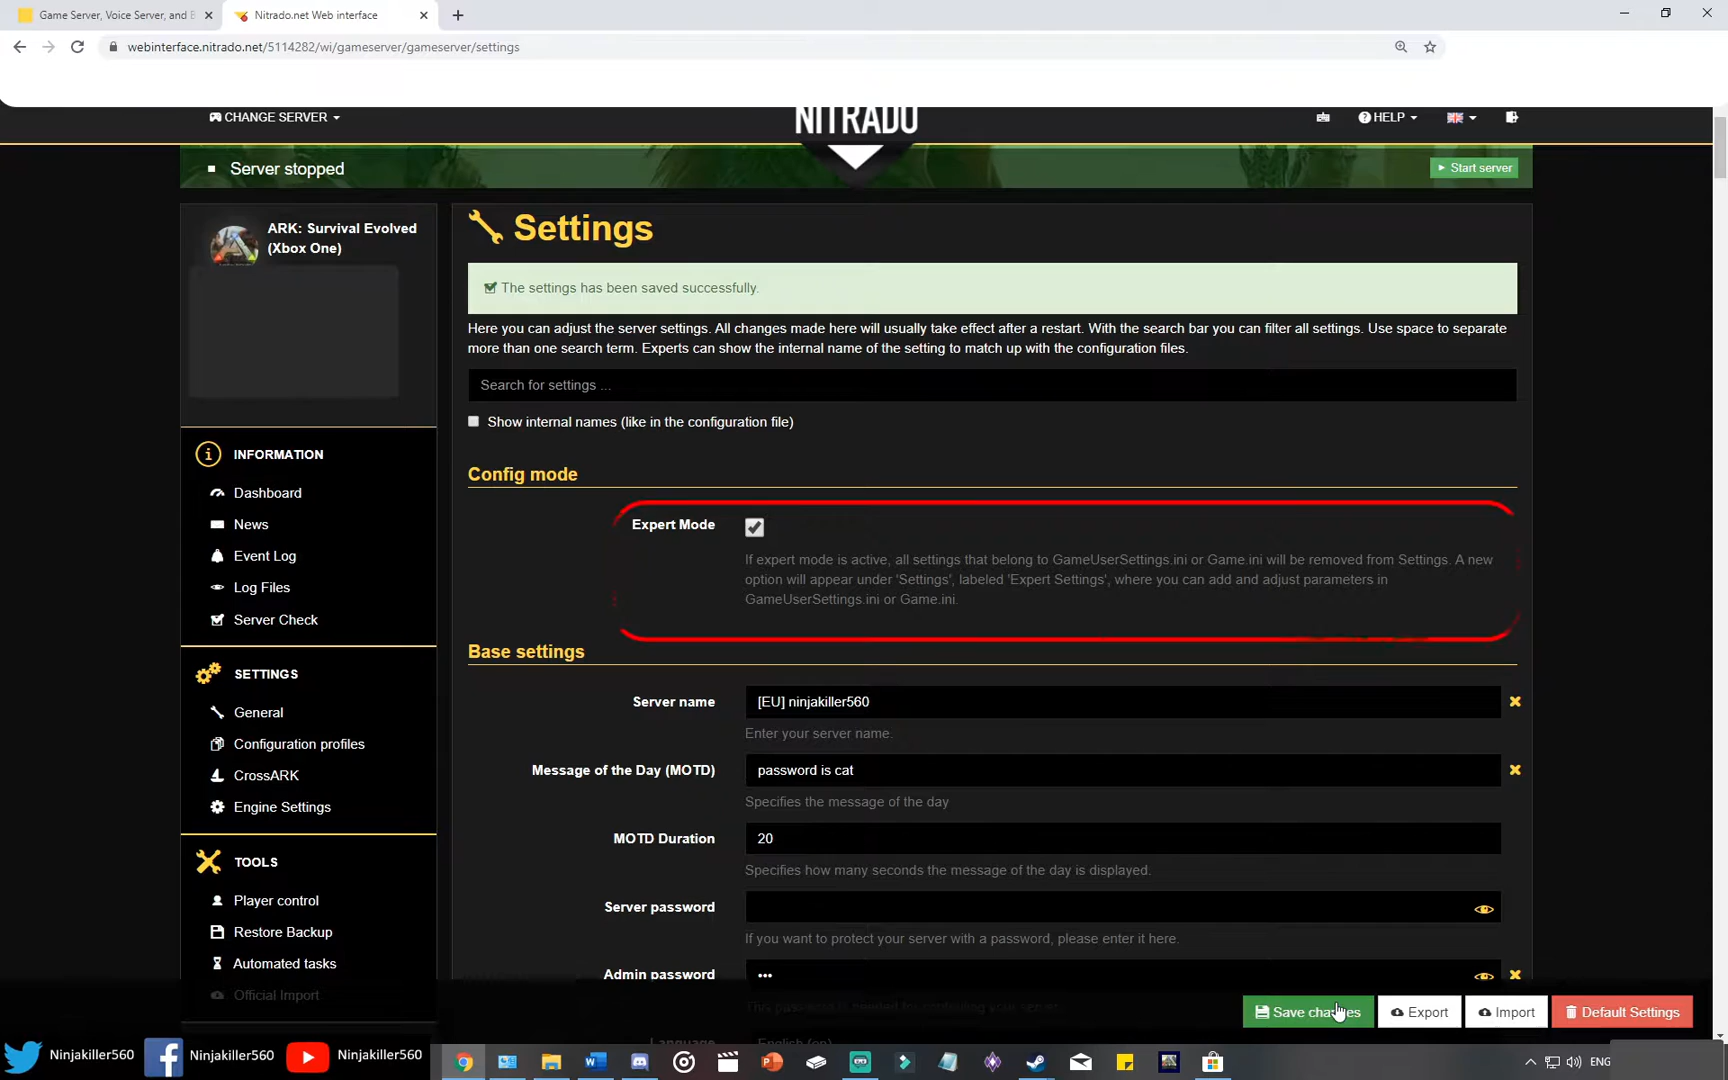 Game Server, Voice Server, and E
Nitrado.net Web interface
webinterface.nitrado.net/5114282/wi/gameserver/gameserver/settings
CHANGE SERVER
NITRADO
HELP
Server stopped
Start server
ARK: Survival Evolved
(Xbox One)
INFORMATION
Dashboard
News
Event Log
Log Files
Server Check
SETTINGS
General
Configuration profiles
CrossARK
Engine Settings
TOOLS
Player control
Restore Backup
Automated tasks
Official Import
Settings
The settings has been saved successfully.
Here you can adjust the server settings. All changes made here will usually take effect after a restart. With the search bar you can filter all settings. Use space to separate
more than one search term. Experts can show the internal name of the setting to match up with the configuration files.
Search for settings ...
Show internal names (like in the configuration file)
Config mode
Expert Mode
If expert mode is active, all settings that belong to GameUserSettings.ini or Game.ini will be removed from Settings. A new
option will appear under 'Settings', labeled 'Expert Settings', where you can add and adjust parameters in
GameUserSettings.ini or Game.ini.
Base settings
Server name
[EU] ninjakiller560
Enter your server name.
Message of the Day (MOTD)
password is cat
Specifies the message of the day
MOTD Duration
20
Specifies how many seconds the message of the day is displayed.
Server password
If you want to protect your server with a password, please enter it here.
Admin password
•••
This password is needed for controlling your server.
Language
English (en)
Save changes
Export
Import
Default Settings
Ninjakiller560
Ninjakiller560
Ninjakiller560
ENG